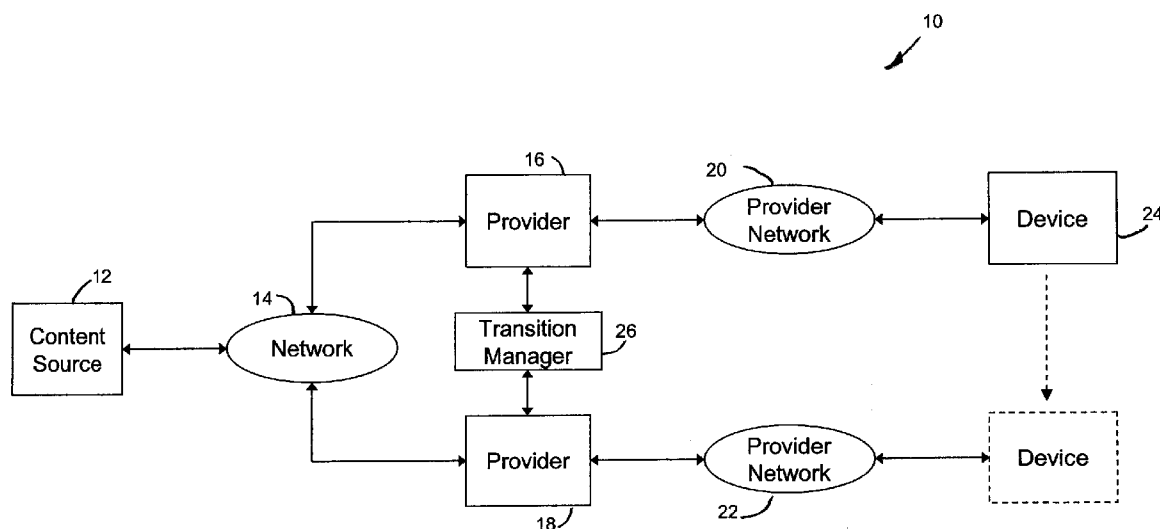 10
16
Provider
20
Provider
Network
Device
24
12
Content
Source
14
Network
Transition
Manager
26
Provider
18
Provider
Network
22
Device